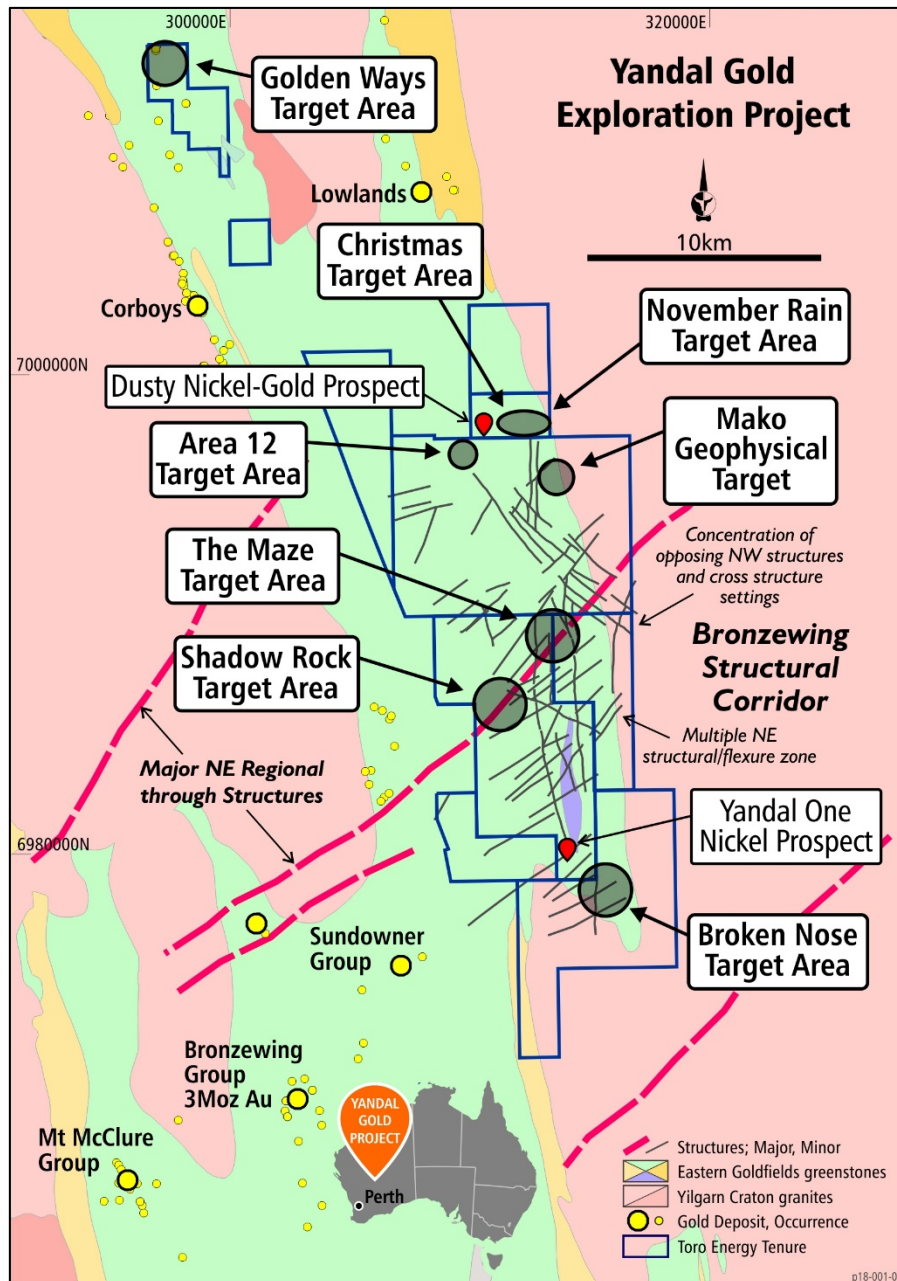 300000E
320000E
Yandal Gold
Exploration Project
Golden Ways
Target Area
Lowlands
10km
Christmas
Target Area
Corboys
November Rain
Target Area
7000000N
Dusty Nickel-Gold Prospect
Mako
Geophysical
Target
Area 12
Target Area
Concentration of
opposing NW structures
and cross structure
settings
The Maze
Target Area
Bronzewing
Structural
Corridor
Shadow Rock
Target Area
Multiple NE
structural/flexure zone
Major NE Regional
through Structures
Yandal One
Nickel Prospect
6980000N
Sundowner
Group
Broken Nose
Target Area
Bronzewing
Group
3Moz Au
YANDAL
GOLD
PROJECT
Mt McClure
Group
Perth
Structures; Major, Minor
Eastern Goldfields greenstones
Yilgarn Craton granites
Gold Deposit, Occurrence
Toro Energy Tenure